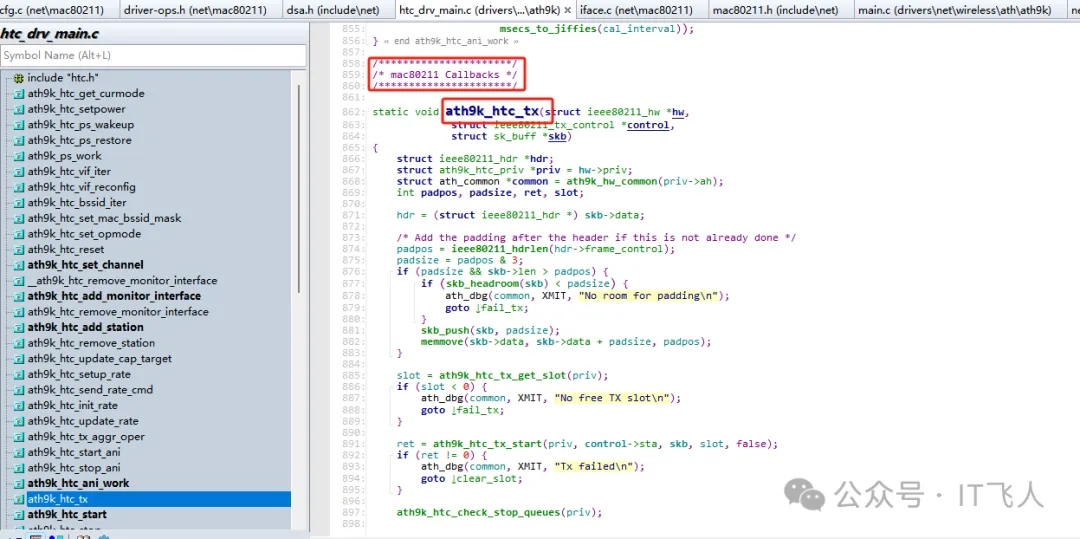 cfg.c (net\mac80211)
driver-ops.h (net\mac80211)
dsa.h (include\net)
htc_drv_main.c (drivers\...\ath9k) ×
iface.c (net\mac80211)
mac80211.h (include\net)
main.c (drivers\net\wireless\ath\ath9k)
htc_drv_main.c
Symbol Name (Alt+L)
include "htc.h"
ath9k_htc_get_curmode
ath9k_htc_setpower
ath9k_htc_ps_wakeup
ath9k_htc_ps_restore
ath9k_ps_work
ath9k_htc_vif_iter
ath9k_htc_vif_reconfig
ath9k_htc_bssid_iter
ath9k_htc_set_mac_bssid_mask
ath9k_htc_set_opmode
ath9k_htc_reset
ath9k_htc_set_channel
__ath9k_htc_remove_monitor_interface
ath9k_htc_add_monitor_interface
ath9k_htc_remove_monitor_interface
ath9k_htc_add_station
ath9k_htc_remove_station
ath9k_htc_update_cap_target
ath9k_htc_setup_rate
ath9k_htc_send_rate_cmd
ath9k_htc_init_rate
ath9k_htc_update_rate
ath9k_htc_tx_aggr_oper
ath9k_htc_start_ani
ath9k_htc_stop_ani
ath9k_htc_ani_work
ath9k_htc_tx
ath9k_htc_start
855: msecs_to_jiffies(cal_interval));
856: } « end ath9k_htc_ani_work »
857:
858: /**********************/
859: /* mac80211 Callbacks */
860: /**********************/
861:
862: static void ath9k_htc_tx(struct ieee80211_hw *hw,
863: struct ieee80211_tx_control *control,
864: struct sk_buff *skb)
865: {
866: struct ieee80211_hdr *hdr;
867: struct ath9k_htc_priv *priv = hw->priv;
868: struct ath_common *common = ath9k_hw_common(priv->ah);
869: int padpos, padsize, ret, slot;
870:
871: hdr = (struct ieee80211_hdr *) skb->data;
872:
873: /* Add the padding after the header if this is not already done */
874: padpos = ieee80211_hdrlen(hdr->frame_control);
875: padsize = padpos & 3;
876: if (padsize && skb->len > padpos) {
877: if (skb_headroom(skb) < padsize) {
878: ath_dbg(common, XMIT, "No room for padding\n");
879: goto ↓fail_tx;
880: }
881: skb_push(skb, padsize);
882: memmove(skb->data, skb->data + padsize, padpos);
883: }
884:
885: slot = ath9k_htc_tx_get_slot(priv);
886: if (slot < 0) {
887: ath_dbg(common, XMIT, "No free TX slot\n");
888: goto ↓fail_tx;
889: }
890:
891: ret = ath9k_htc_tx_start(priv, control->sta, skb, slot, false);
892: if (ret != 0) {
893: ath_dbg(common, XMIT, "Tx failed\n");
894: goto ↓clear_slot;
895: }
896:
897: ath9k_htc_check_stop_queues(priv);
898:
公众号 · IT飞人